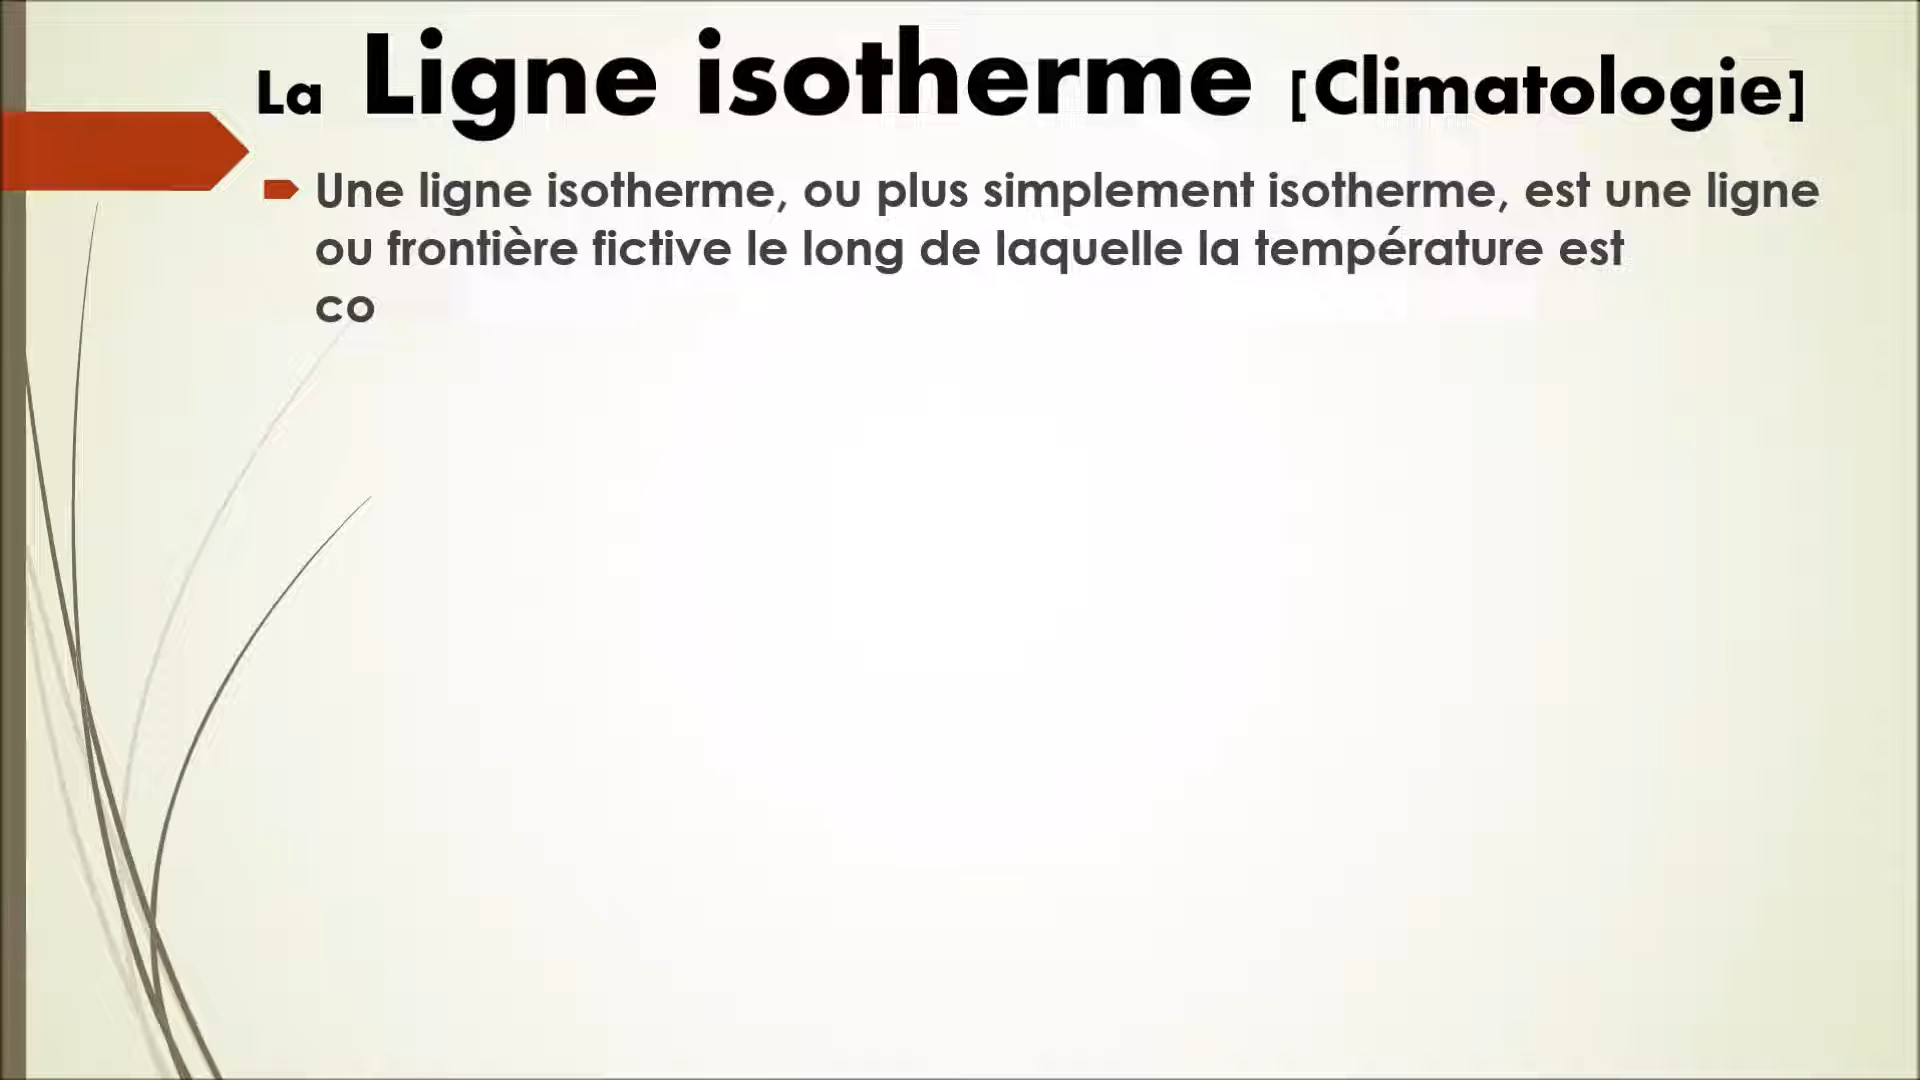 La Ligne isotherme [Climatologie]
Une ligne isotherme, ou plus simplement isotherme, est une ligne
ou frontière fictive le long de laquelle la température est
co